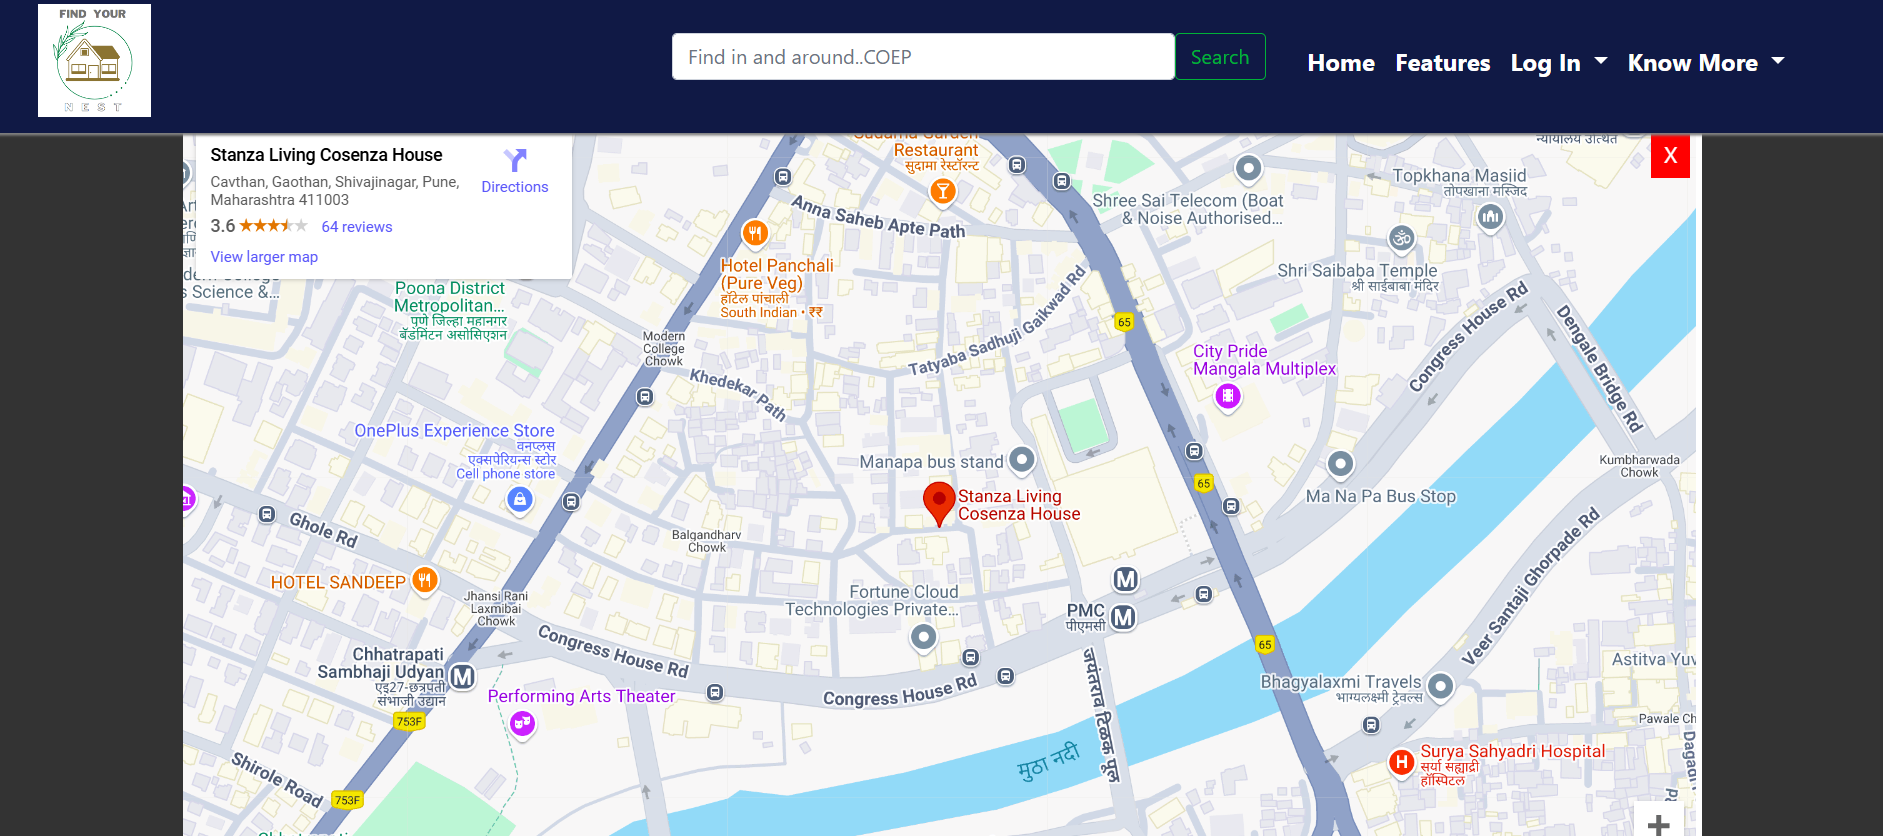 FIND YOUR
NEST
Find in and around..COEP
Search
Home
Features
Log In
Know More
X
Stanza Living Cosenza House
Directions
Cavthan, Gaothan, Shivajinagar, Pune,
Maharashtra 411003
3.6
64 reviews
View larger map
s Science &...
Poona District
Metropolitan...
पुणे जिल्हा महानगर
बॅडमिंटन असोसिएशन
Restaurant
सुदामा रेस्टॉरन्ट
Anna Saheb Apte Path
Hotel Panchali
(Pure Veg)
हॉटेल पांचाली
South Indian • ₹₹
Shree Sai Telecom (Boat
& Noise Authorised...
Topkhana Masjid
तोपखाना मस्जिद
Shri Saibaba Temple
श्री साईबाबा मंदिर
Modern
College
Chowk
Khedekar Path
Tatyaba Sadhuji Gaikwad Rd
65
City Pride
Mangala Multiplex
Congress House Rd
Dengale Bridge Rd
OnePlus Experience Store
वनप्लस
एक्सपेरियन्स स्टोर
Cell phone store
Manapa bus stand
Stanza Living
Cosenza House
65
Ma Na Pa Bus Stop
Kumbharwada
Chowk
Ghole Rd
Balgandharv
Chowk
HOTEL SANDEEP
Jhansi Rani
Laxmibai
Chowk
Fortune Cloud
Technologies Private...
M
PMC
पीएमसी
M
Veer Santaji Ghorpade Rd
Chhatrapati
Sambhaji Udyan
एइ27-छत्रपती
संभाजी उद्यान
M
Congress House Rd
Congress House Rd
65
Performing Arts Theater
753F
जयंतराव टिळक पूल
Bhagyalaxmi Travels
भाग्यलक्ष्मी ट्रेवल्स
Astitva Yuv
Pawale Ch
Shirole Road
753F
मुठा नदी
H
Surya Sahyadri Hospital
सूर्या सह्याद्री
हॉस्पिटल
+